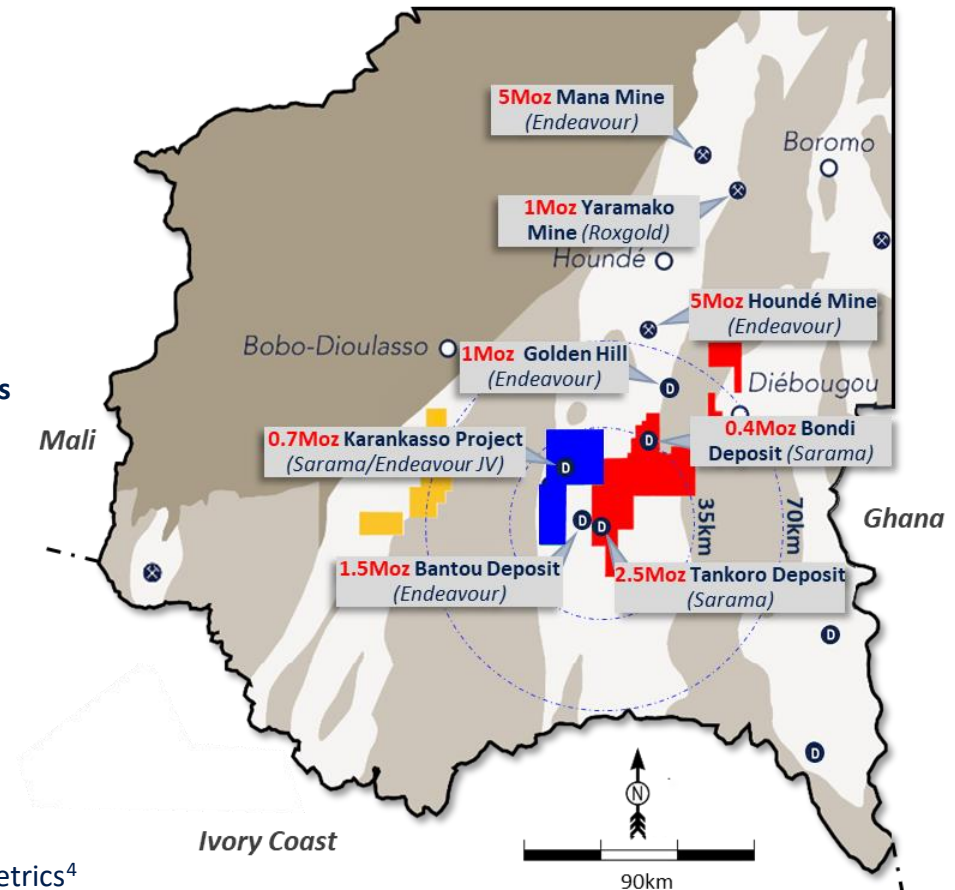 5Moz Mana Mine
(Endeavour)
Boromo
1Moz Yaramako
Mine (Roxgold)
Houndé
5Moz Houndé Mine
(Endeavour)
Bobo-Dioulasso
1Moz Golden Hill
(Endeavour)
D
Diébougou
s
Mali
0.7Moz Karankasso Project
(Sarama/Endeavour JV)
D
D
0.4Moz Bondi
Deposit (Sarama)
35km
70km
Ghana
D
D
1.5Moz Bantou Deposit
(Endeavour)
2.5Moz Tankoro Deposit
(Sarama)
D
D
N
Ivory Coast
etrics4
90km